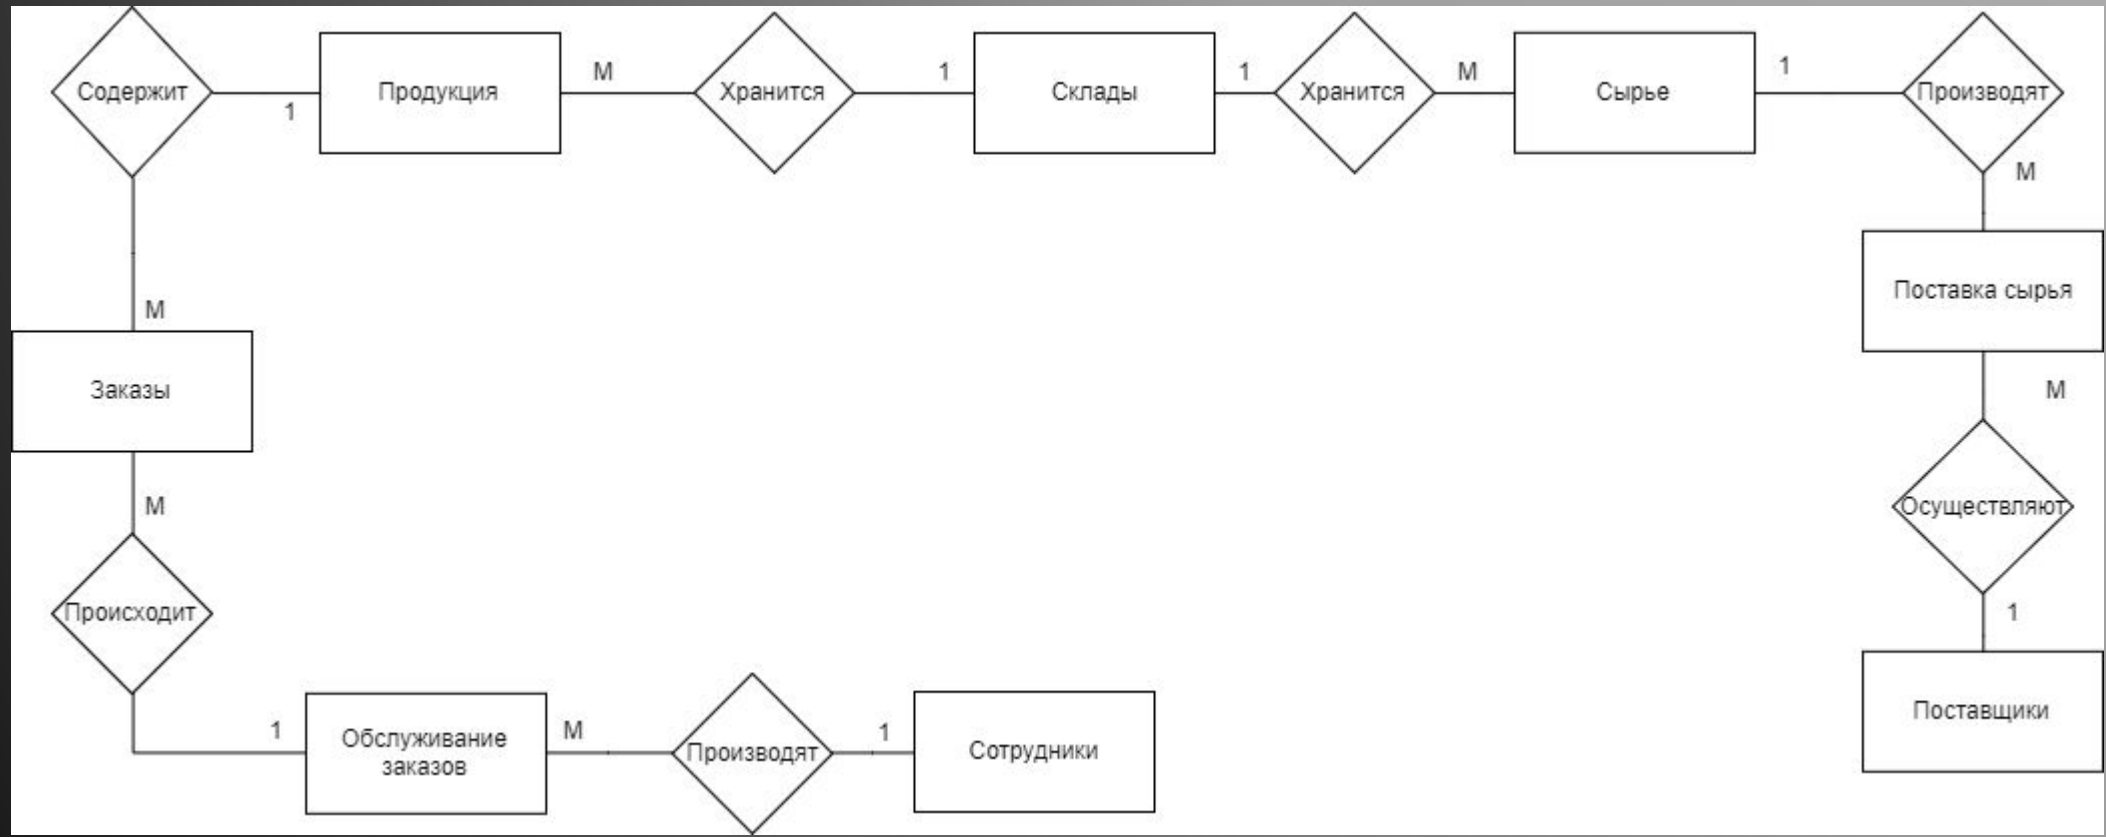 Содержит
1
Продукция
М
Хранится
1
Склады
1
Хранится
М
Сырье
1
Производят
М
Поставка сырья
М
Осуществляют
1
Поставщики
М
Заказы
М
Происходит
1
Обслуживание
заказов
М
Производят
1
Сотрудники